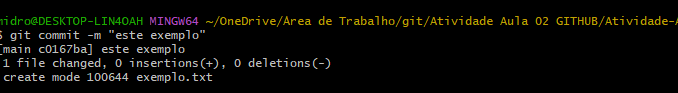 midro@DESKTOP-LIN4OAH MINGW64 ~/OneDrive/Área de Trabalho/git/Atividade Aula 02 GITHUB/Atividade-A
$ git commit -m "este exemplo"
[main c0167ba] este exemplo
1 file changed, 0 insertions(+), 0 deletions(-)
create mode 100644 exemplo.txt